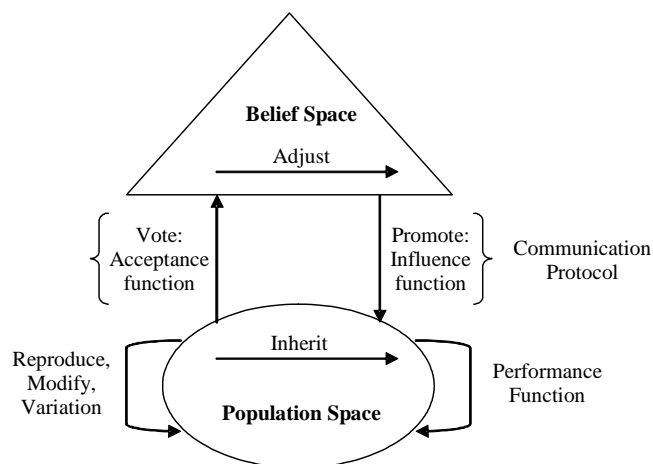 Belief Space
Adjust
Vote:
Acceptance
function
Promote:
Influence
function
Communication
Protocol
Inherit
Reproduce,
Modify,
Variation
Performance
Function
Population Space